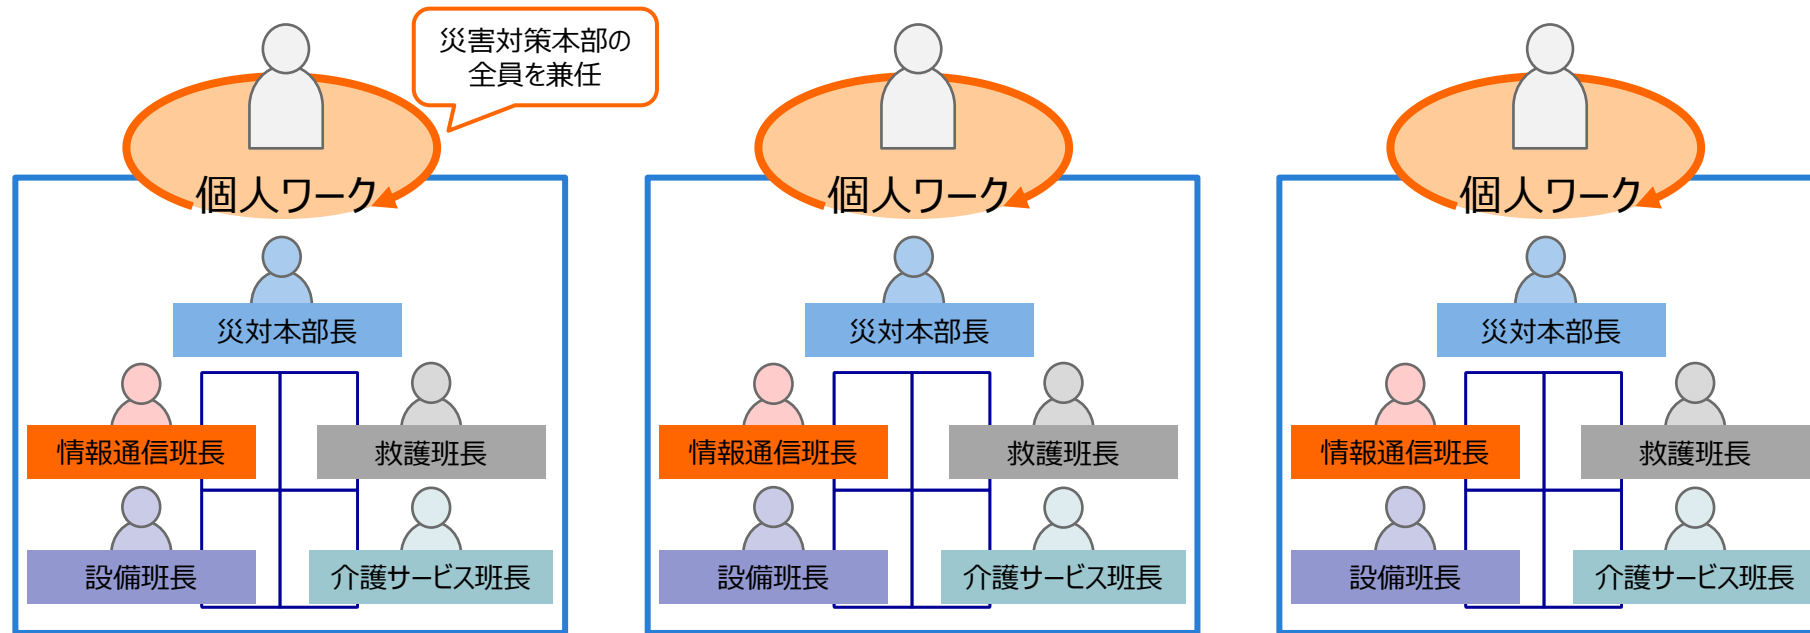 災害対策本部の
全員を兼任
個人ワーク
災対本部長
情報通信班長
救護班長
設備班長
介護サービス班長
個人ワーク
災対本部長
情報通信班長
救護班長
設備班長
介護サービス班長
個人ワーク
災対本部長
情報通信班長
救護班長
設備班長
介護サービス班長